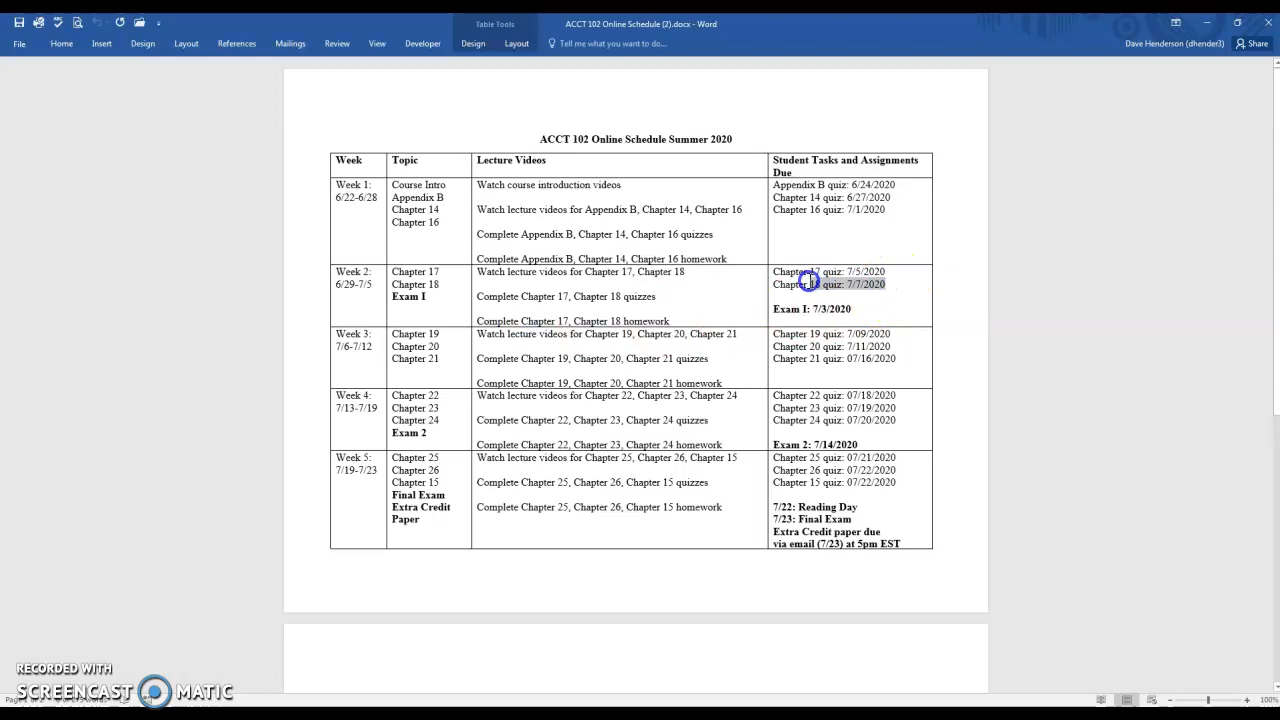 Table Tools
ACCT 102 Online Schedule (2).docx - Word
File Home Insert Design Layout References Mailings Review View Developer Design Layout Tell me what you want to do... Dave Henderson (dhender3) Share
ACCT 102 Online Schedule Summer 2020
Week Topic Lecture Videos Student Tasks and Assignments Due
Week 1:
6/22-6/28
Course Intro
Appendix B
Chapter 14
Chapter 16
Watch course introduction videos
Watch lecture videos for Appendix B, Chapter 14, Chapter 16
Complete Appendix B, Chapter 14, Chapter 16 quizzes
Complete Appendix B, Chapter 14, Chapter 16 homework
Appendix B quiz: 6/24/2020
Chapter 14 quiz: 6/27/2020
Chapter 16 quiz: 7/1/2020
Week 2:
6/29-7/5
Chapter 17
Chapter 18
Exam I
Watch lecture videos for Chapter 17, Chapter 18
Complete Chapter 17, Chapter 18 quizzes
Complete Chapter 17, Chapter 18 homework
Chapter 17 quiz: 7/5/2020
Chapter 18 quiz: 7/7/2020
Exam I: 7/3/2020
Week 3:
7/6-7/12
Chapter 19
Chapter 20
Chapter 21
Watch lecture videos for Chapter 19, Chapter 20, Chapter 21
Complete Chapter 19, Chapter 20, Chapter 21 quizzes
Complete Chapter 19, Chapter 20, Chapter 21 homework
Chapter 19 quiz: 7/09/2020
Chapter 20 quiz: 7/11/2020
Chapter 21 quiz: 07/16/2020
Week 4:
7/13-7/19
Chapter 22
Chapter 23
Chapter 24
Exam 2
Watch lecture videos for Chapter 22, Chapter 23, Chapter 24
Complete Chapter 22, Chapter 23, Chapter 24 quizzes
Complete Chapter 22, Chapter 23, Chapter 24 homework
Chapter 22 quiz: 07/18/2020
Chapter 23 quiz: 07/19/2020
Chapter 24 quiz: 07/20/2020
Exam 2: 7/14/2020
Week 5:
7/19-7/23
Chapter 25
Chapter 26
Chapter 15
Final Exam
Extra Credit
Paper
Watch lecture videos for Chapter 25, Chapter 26, Chapter 15
Complete Chapter 25, Chapter 26, Chapter 15 quizzes
Complete Chapter 25, Chapter 26, Chapter 15 homework
Chapter 25 quiz: 07/21/2020
Chapter 26 quiz: 07/22/2020
Chapter 15 quiz: 07/22/2020
7/22: Reading Day
7/23: Final Exam
Extra Credit paper due
via email (7/23) at 5pm EST
RECORDED WITH
SCREENCAST MATIC
100%